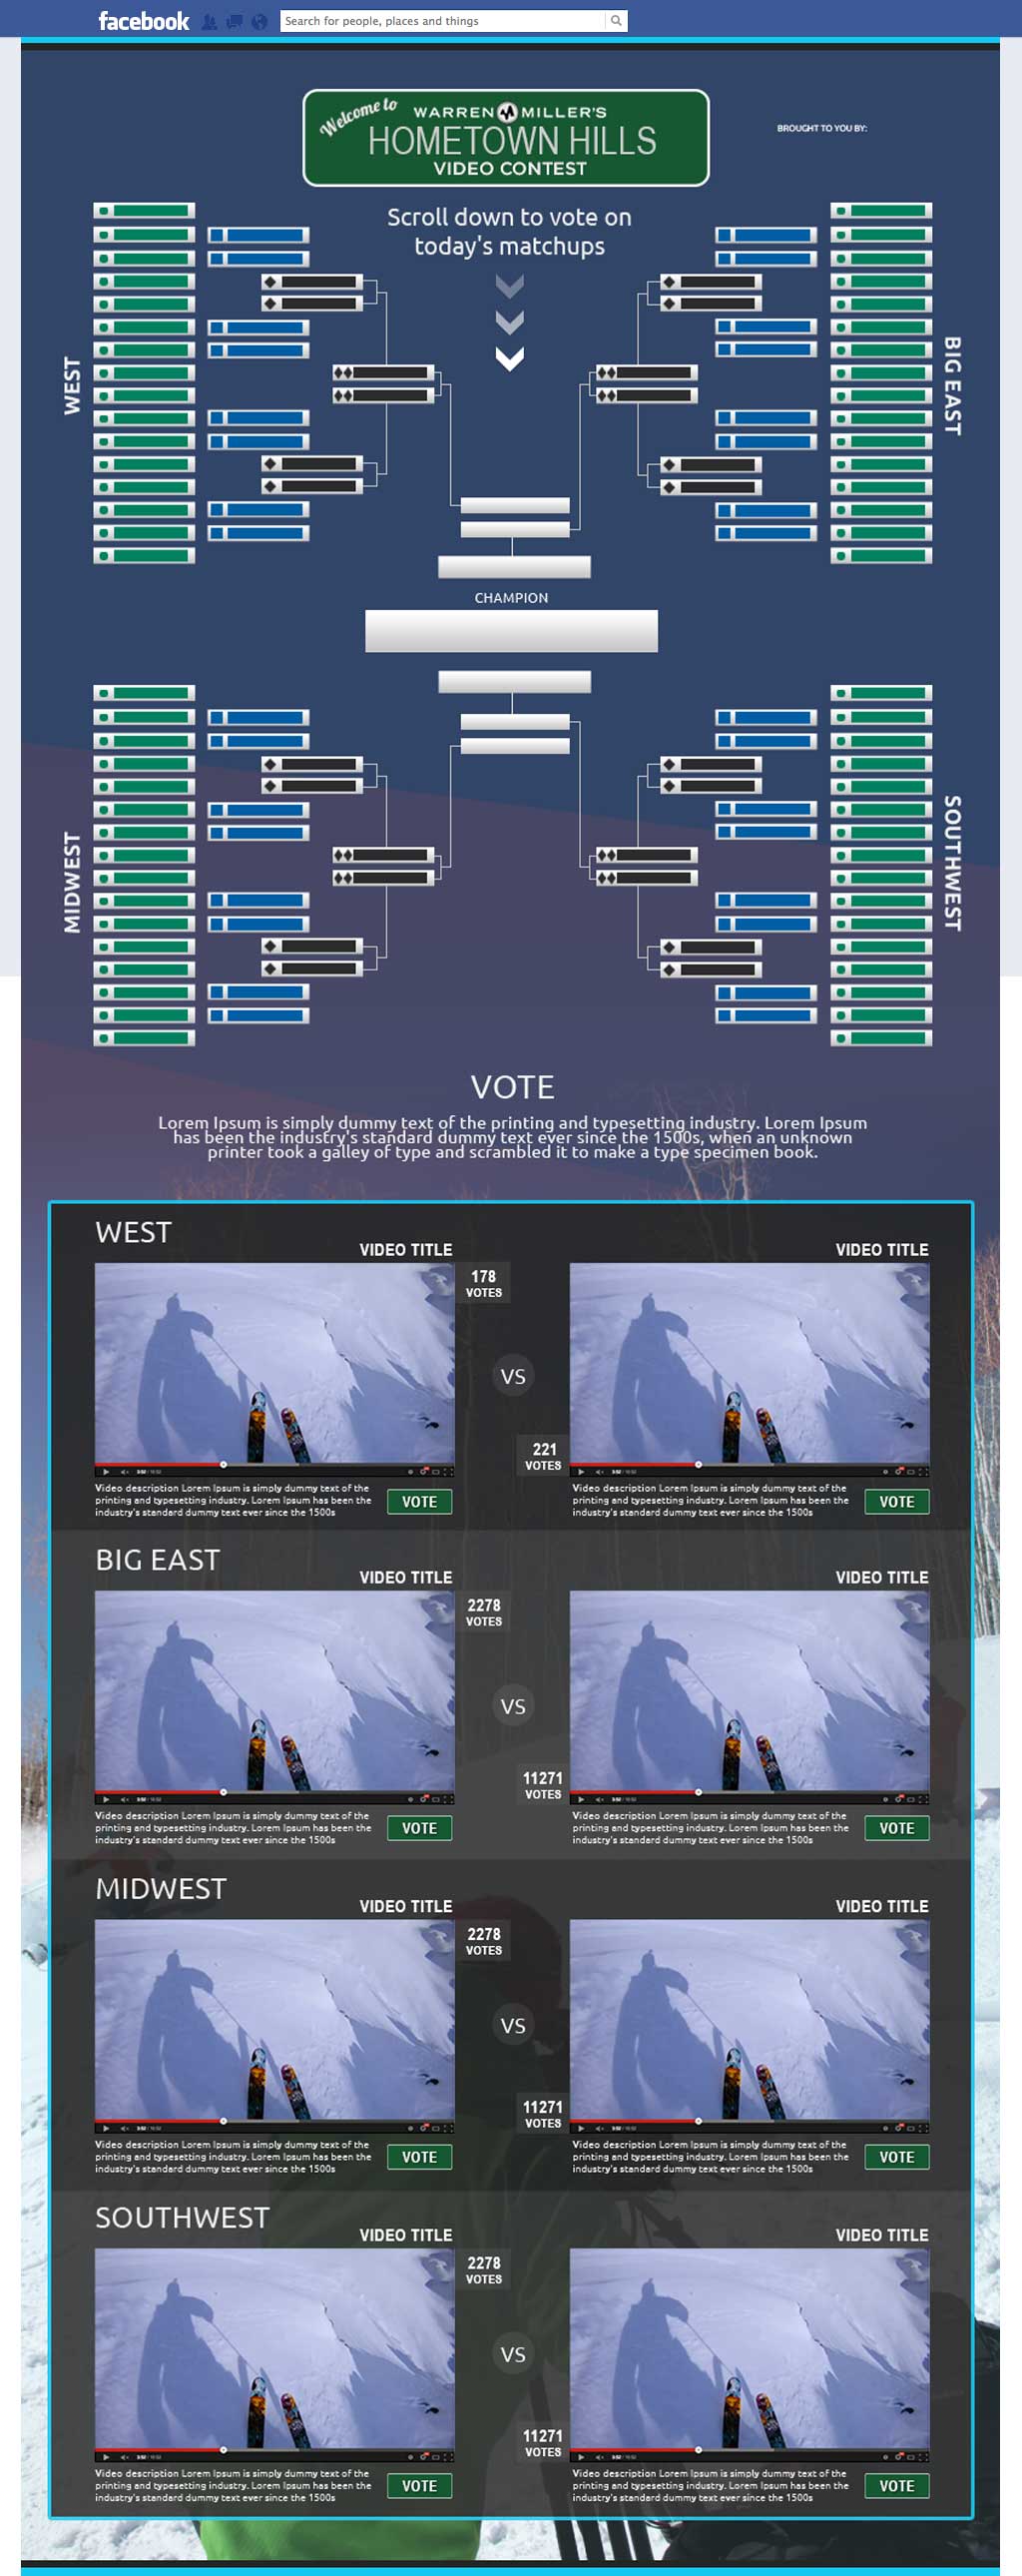 facebook
Search for people, places and things
Welcome to
WARREN MILLER'S
HOMETOWN HILLS
VIDEO CONTEST
BROUGHT TO YOU BY:
Scroll down to vote on
today's matchups
WEST
BIG EAST
CHAMPION
MIDWEST
SOUTHWEST
VOTE
Lorem Ipsum is simply dummy text of the printing and typesetting industry. Lorem Ipsum
has been the industry's standard dummy text ever since the 1500s, when an unknown
printer took a galley of type and scrambled it to make a type specimen book.
WEST
VIDEO TITLE
VIDEO TITLE
178
VOTES
VS
221
VOTES
Video description Lorem Ipsum is simply dummy text of the
printing and typesetting industry. Lorem Ipsum has been the
industry's standard dummy text ever since the 1500s
VOTE
Video description Lorem Ipsum is simply dummy text of the
printing and typesetting industry. Lorem Ipsum has been the
industry's standard dummy text ever since the 1500s
VOTE
BIG EAST
VIDEO TITLE
VIDEO TITLE
2278
VOTES
VS
11271
VOTES
Video description Lorem Ipsum is simply dummy text of the
printing and typesetting industry. Lorem Ipsum has been the
industry's standard dummy text ever since the 1500s
VOTE
Video description Lorem Ipsum is simply dummy text of the
printing and typesetting industry. Lorem Ipsum has been the
industry's standard dummy text ever since the 1500s
VOTE
MIDWEST
VIDEO TITLE
VIDEO TITLE
2278
VOTES
VS
11271
VOTES
Video description Lorem Ipsum is simply dummy text of the
printing and typesetting industry. Lorem Ipsum has been the
industry's standard dummy text ever since the 1500s
VOTE
Video description Lorem Ipsum is simply dummy text of the
printing and typesetting industry. Lorem Ipsum has been the
industry's standard dummy text ever since the 1500s
VOTE
SOUTHWEST
VIDEO TITLE
VIDEO TITLE
2278
VOTES
VS
11271
VOTES
Video description Lorem Ipsum is simply dummy text of the
printing and typesetting industry. Lorem Ipsum has been the
industry's standard dummy text ever since the 1500s
VOTE
Video description Lorem Ipsum is simply dummy text of the
printing and typesetting industry. Lorem Ipsum has been the
industry's standard dummy text ever since the 1500s
VOTE